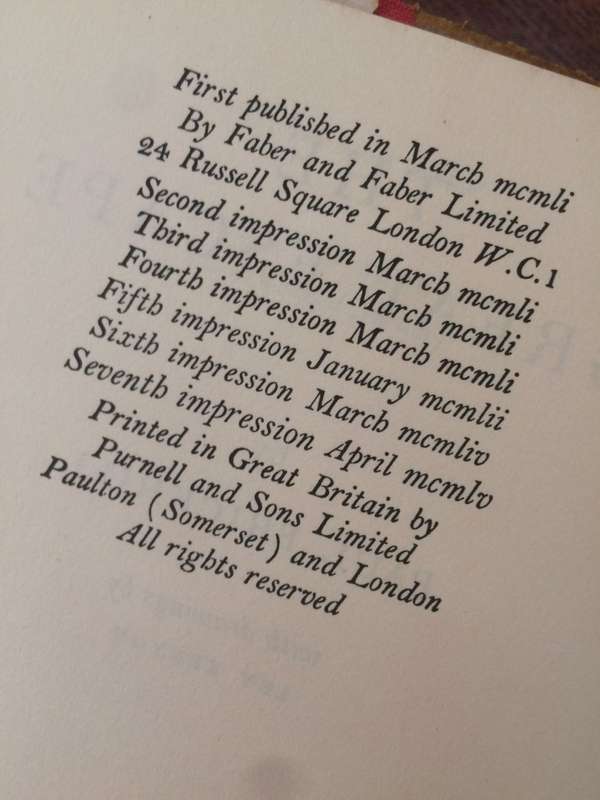 First published in March mcmli
By Faber and Faber Limited
24 Russell Square London W.C.1
Second impression March mcmli
Third impression March mcmli
Fourth impression March mcmli
Fifth impression January mcmlii
Sixth impression March mcmliv
Seventh impression April mcmlv
Printed in Great Britain by
Purnell and Sons Limited
Paulton (Somerset) and London
All rights reserved